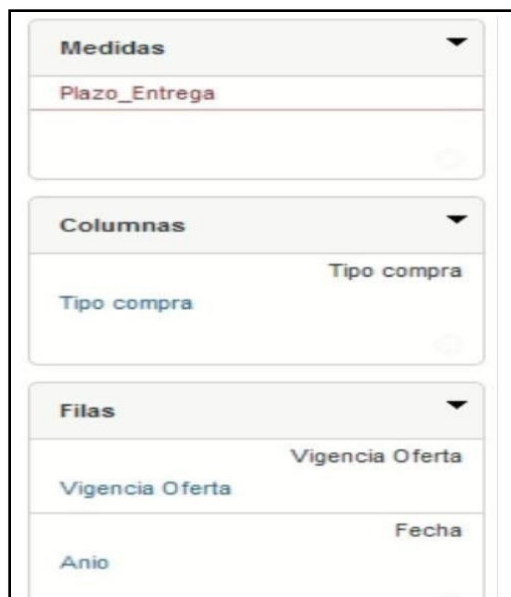 Medidas
Plazo_Entrega
Columnas
Tipo compra
Tipo compra
Filas
Vigencia Oferta
Vigencia Oferta
Fecha
Anio